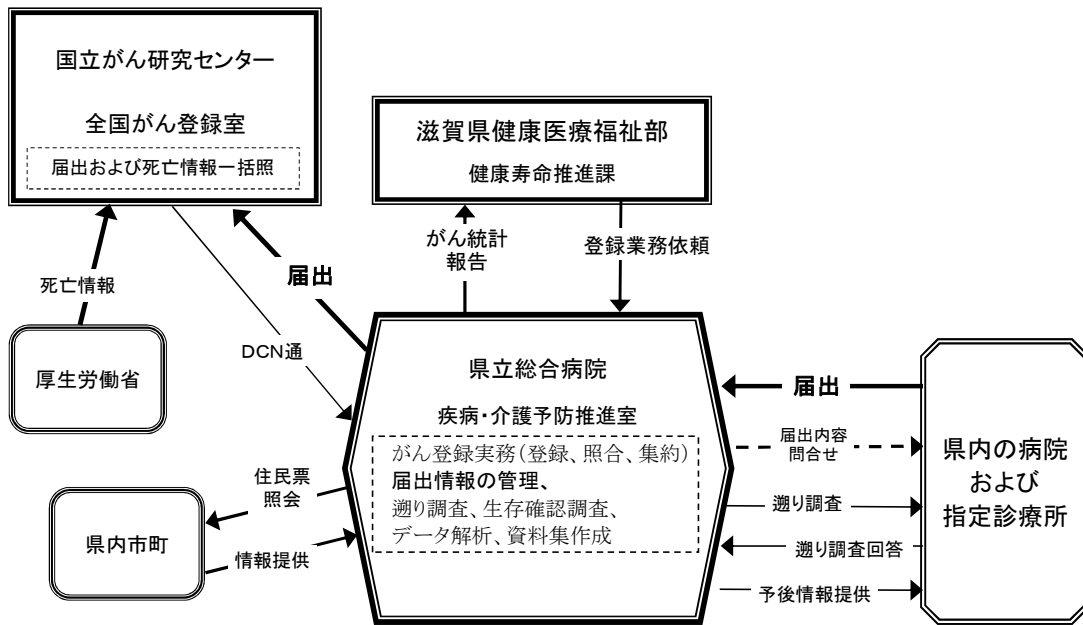 国立がん研究センター
全国がん登録室
届出および死亡情報一括照
滋賀県健康医療福祉部
健康寿命推進課
死亡情報
届出
がん統計
報告
登録業務依頼
厚生労働省
DCN通
県立総合病院
疾病・介護予防推進室
がん登録実務(登録、照合、集約)
届出情報の管理、
遡り調査、生存確認調査、
データ解析、資料集作成
住民票
照会
県内市町
情報提供
届出
届出内容
問合せ
遡り調査
遡り調査回答
予後情報提供
県内の病院
および
指定診療所